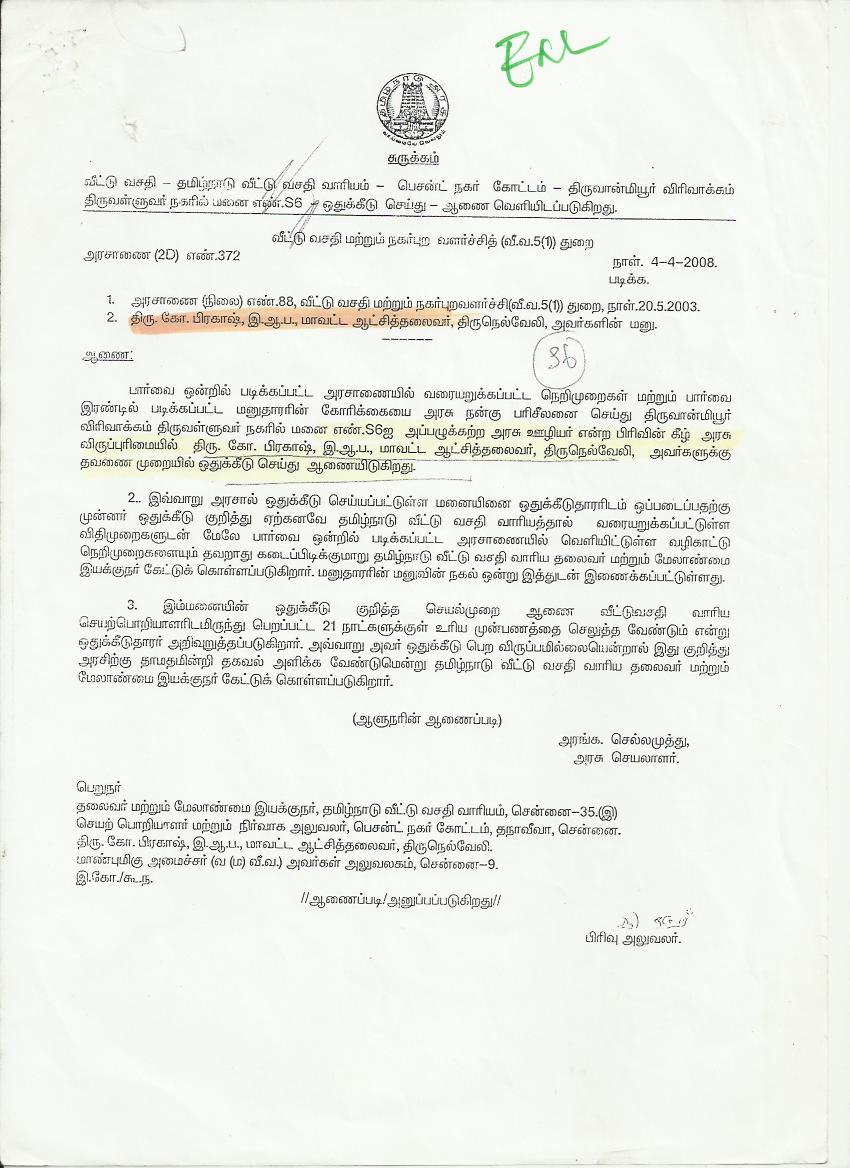 தமிழ்நாடு அரசு
வாய்மையே வெல்லும்
சுருக்கம்
வீட்டு வசதி – தமிழ்நாடு வீட்டு வசதி வாரியம் – பெசன்ட் நகர் கோட்டம் – திருவான்மியூர் விரிவாக்கம்
திருவள்ளுவர் நகரில் மனை எண்.S6 – ஒதுக்கீடு செய்து – ஆணை வெளியிடப்படுகிறது.
வீட்டு வசதி மற்றும் நகர்புற வளர்ச்சித் (வீ.வ.5(1)) துறை
அரசாணை (2D) எண்.372
நாள். 4–4–2008.
படிக்க.
1. அரசாணை (நிலை) எண்.88, வீட்டு வசதி மற்றும் நகர்புறவளர்ச்சி(வீ.வ.5(1)) துறை, நாள்.20.5.2003.
2. திரு. கோ. பிரகாஷ், இ.ஆ.ப., மாவட்ட ஆட்சித்தலைவர், திருநெல்வேலி, அவர்களின் மனு.
––––––
36
ஆணை:
பார்வை ஒன்றில் படிக்கப்பட்ட அரசாணையில் வரையறுக்கப்பட்ட நெறிமுறைகள் மற்றும் பார்வை
இரண்டில் படிக்கப்பட்ட மனுதாரரின் கோரிக்கையை அரசு நன்கு பரிசீலனை செய்து திருவான்மியூர்
விரிவாக்கம் திருவள்ளுவர் நகரில் மனை எண்.S6ஐ அப்பழுக்கற்ற அரசு ஊழியர் என்ற பிரிவின் கீழ் அரசு
விருப்புரிமையில் திரு. கோ. பிரகாஷ், இ.ஆ.ப., மாவட்ட ஆட்சித்தலைவர், திருநெல்வேலி, அவர்களுக்கு
தவணை முறையில் ஒதுக்கீடு செய்து ஆணையிடுகிறது.
2.. இவ்வாறு அரசால் ஒதுக்கீடு செய்யப்பட்டுள்ள மனையினை ஒதுக்கீடுதாரரிடம் ஒப்படைப்பதற்கு
முன்னர் ஒதுக்கீடு குறித்து ஏற்கனவே தமிழ்நாடு வீட்டு வசதி வாரியத்தால் வரையறுக்கப்பட்டுள்ள
விதிமுறைகளுடன் மேலே பார்வை ஒன்றில் படிக்கப்பட்ட அரசாணையில் வெளியிட்டுள்ள வழிகாட்டு
நெறிமுறைகளையும் தவறாது கடைப்பிடிக்குமாறு தமிழ்நாடு வீட்டு வசதி வாரிய தலைவர் மற்றும் மேலாண்மை
இயக்குநர் கேட்டுக் கொள்ளப்படுகிறார். மனுதாரரின் மனுவின் நகல் ஒன்று இத்துடன் இணைக்கப்பட்டுள்ளது.
3. இம்மனையின் ஒதுக்கீடு குறித்த செயல்முறை ஆணை வீட்டுவசதி வாரிய
செயற்பொறியாளரிடமிருந்து பெறப்பட்ட 21 நாட்களுக்குள் உரிய முன்பணத்தை செலுத்த வேண்டும் என்று
ஒதுக்கீடுதாரர் அறிவுறுத்தப்படுகிறார். அவ்வாறு அவர் ஒதுக்கீடு பெற விருப்பமில்லையென்றால் இது குறித்து
அரசிற்கு தாமதமின்றி தகவல் அளிக்க வேண்டுமென்று தமிழ்நாடு வீட்டு வசதி வாரிய தலைவர் மற்றும்
மேலாண்மை இயக்குநர் கேட்டுக் கொள்ளப்படுகிறார்.
(ஆளுநரின் ஆணைப்படி)
அரங்க. செல்லமுத்து,
அரசு செயலாளர்.
பெறுநர்
தலைவர் மற்றும் மேலாண்மை இயக்குநர், தமிழ்நாடு வீட்டு வசதி வாரியம், சென்னை–35.(இ)
செயற் பொறியாளர் மற்றும் நிர்வாக அலுவலர், பெசன்ட் நகர் கோட்டம், தநாவீவா, சென்னை.
திரு. கோ. பிரகாஷ், இ.ஆ.ப., மாவட்ட ஆட்சித்தலைவர், திருநெல்வேலி.
மாண்புமிகு அமைச்சர் (வ (ம) வீ.வ.) அவர்கள் அலுவலகம், சென்னை–9.
இ.கோ./கூ.ந.
//ஆணைப்படி/அனுப்பப்படுகிறது//
பிரிவு அலுவலர்.